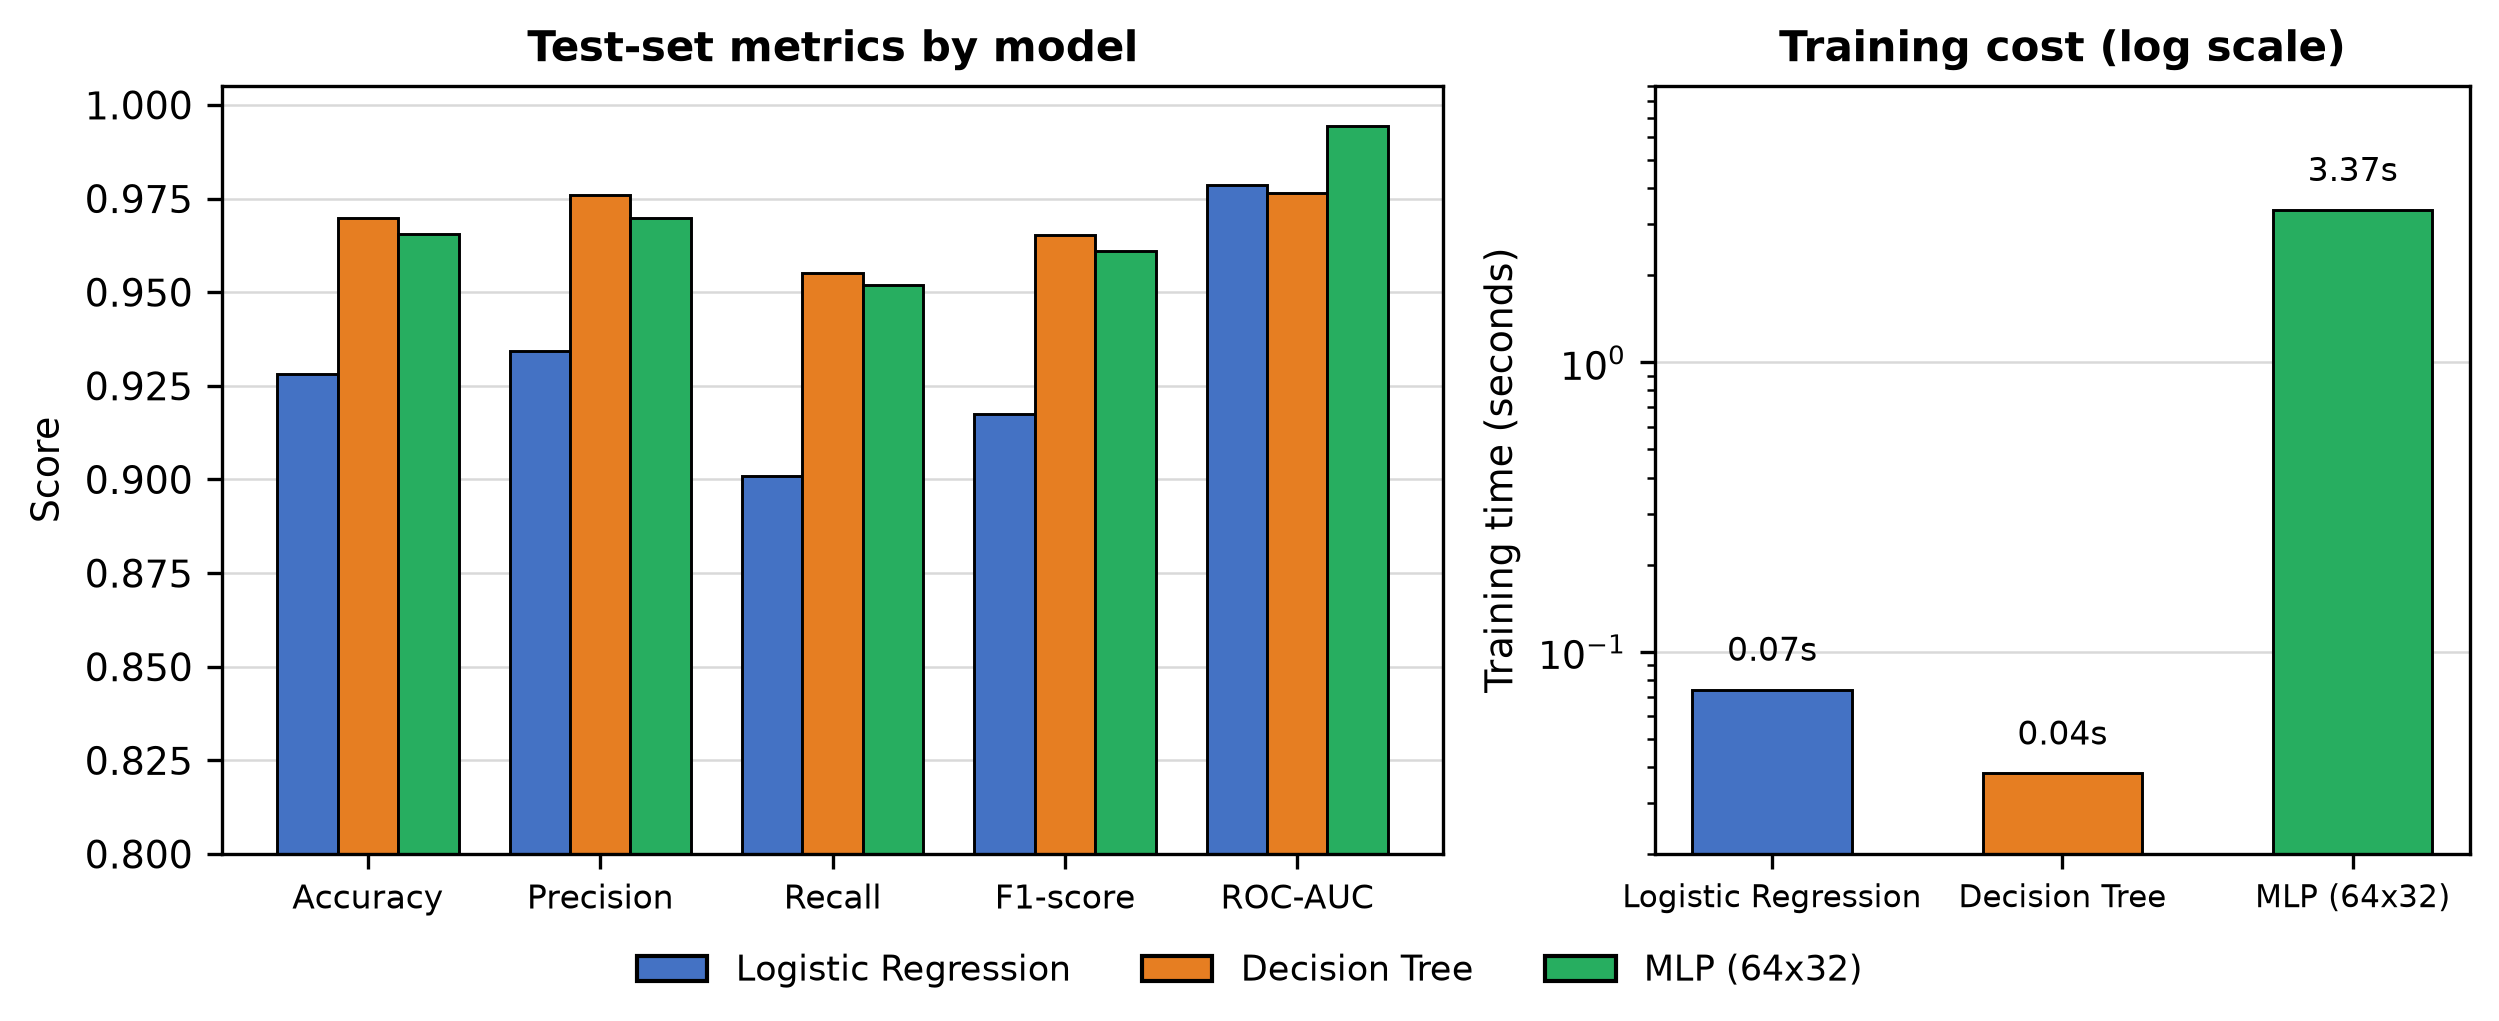 Test-set metrics by model
Score
1.000
0.975
0.950
0.925
0.900
0.875
0.850
0.825
0.800
Accuracy Precision Recall F1-score ROC-AUC
Training cost (log scale)
Training time (seconds)
10⁰
10⁻¹
0.07s
0.04s
3.37s
Logistic Regression Decision Tree MLP (64x32)
Logistic Regression Decision Tree MLP (64x32)